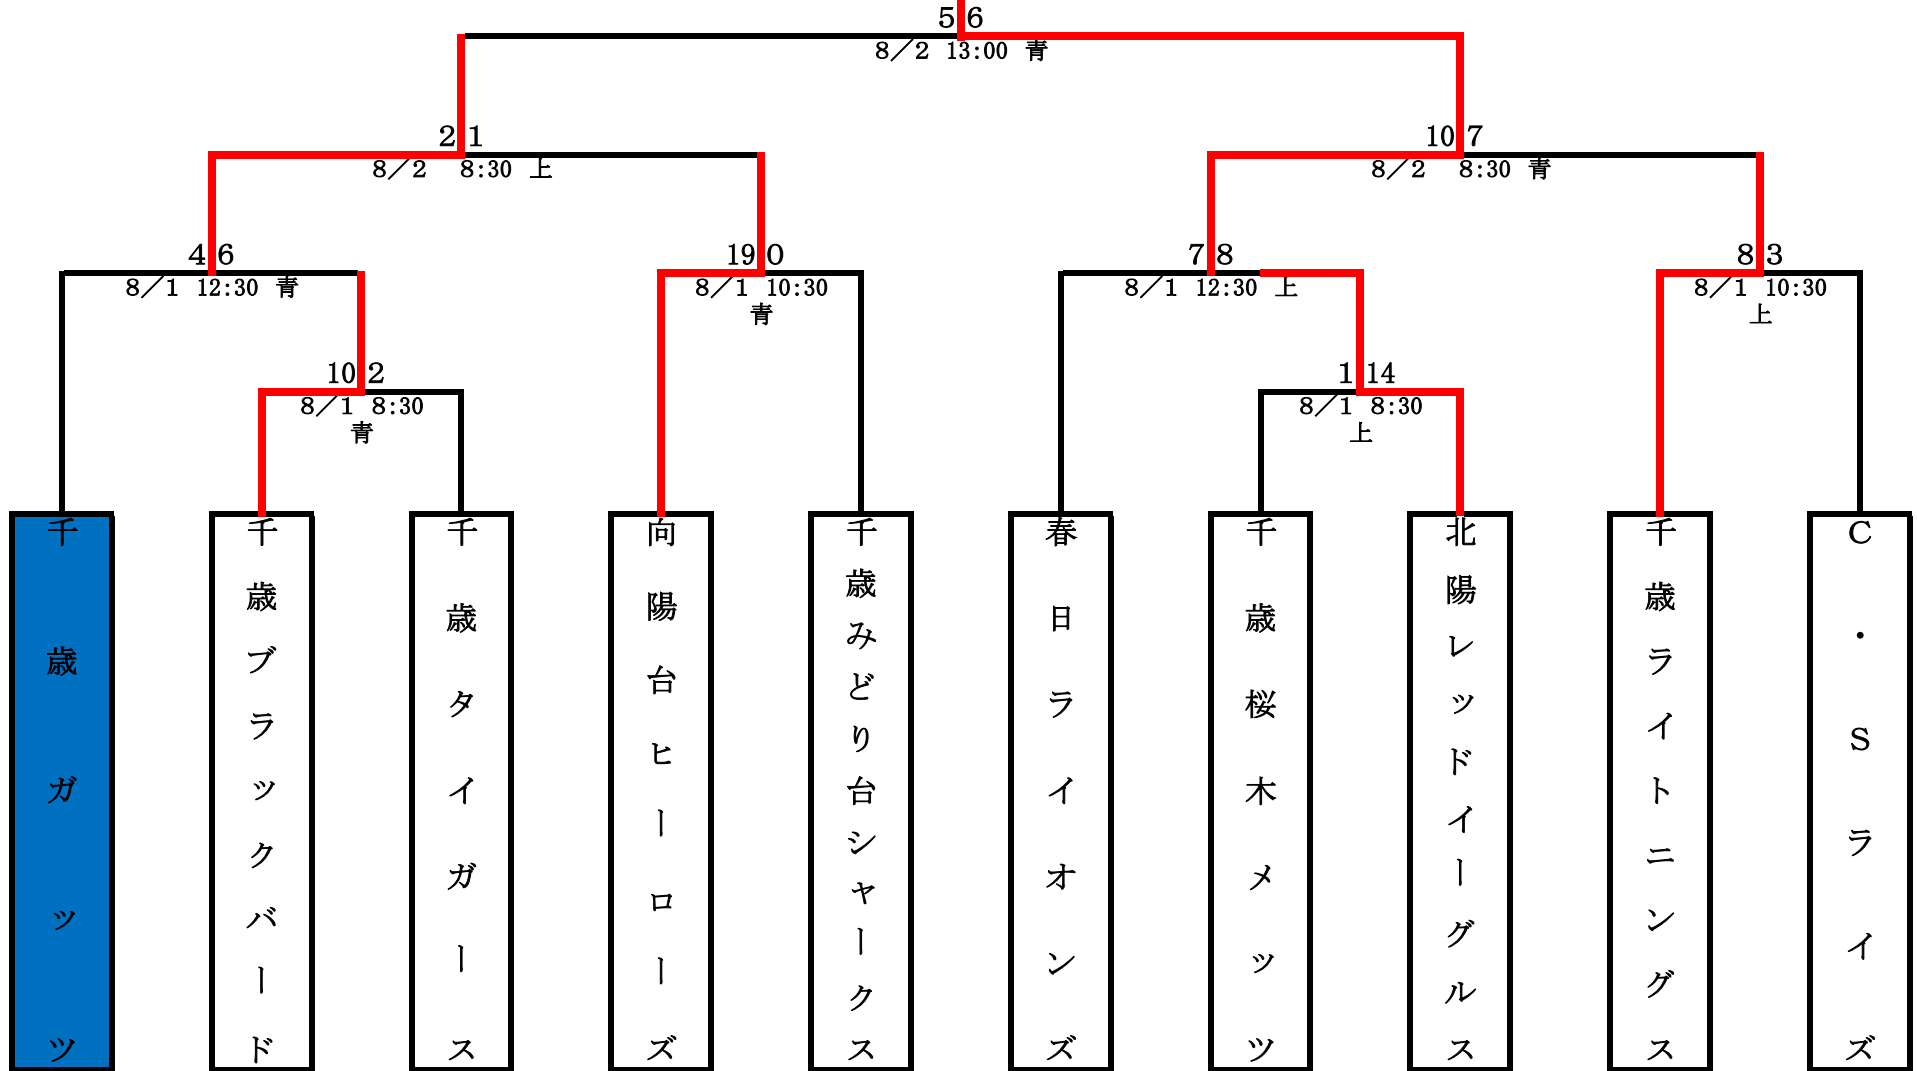 5 6
8／2 13:00 青
2 1
8／2 8:30 上
10 7
8／2 8:30 青
4 6
8／1 12:30 青
19 0
8／1 10:30
青
7 8
8／1 12:30 上
8 3
8／1 10:30
上
10 2
8／1 8:30
青
1 14
8／1 8:30
上
千歳ガッツ
千歳ブラックバード
千歳タイガース
向陽台ヒーローズ
千歳みどり台シャークス
春日ライオンズ
千歳桜木メッツ
北陽レッドイーグルス
千歳ライトニングス
C・Sライズ